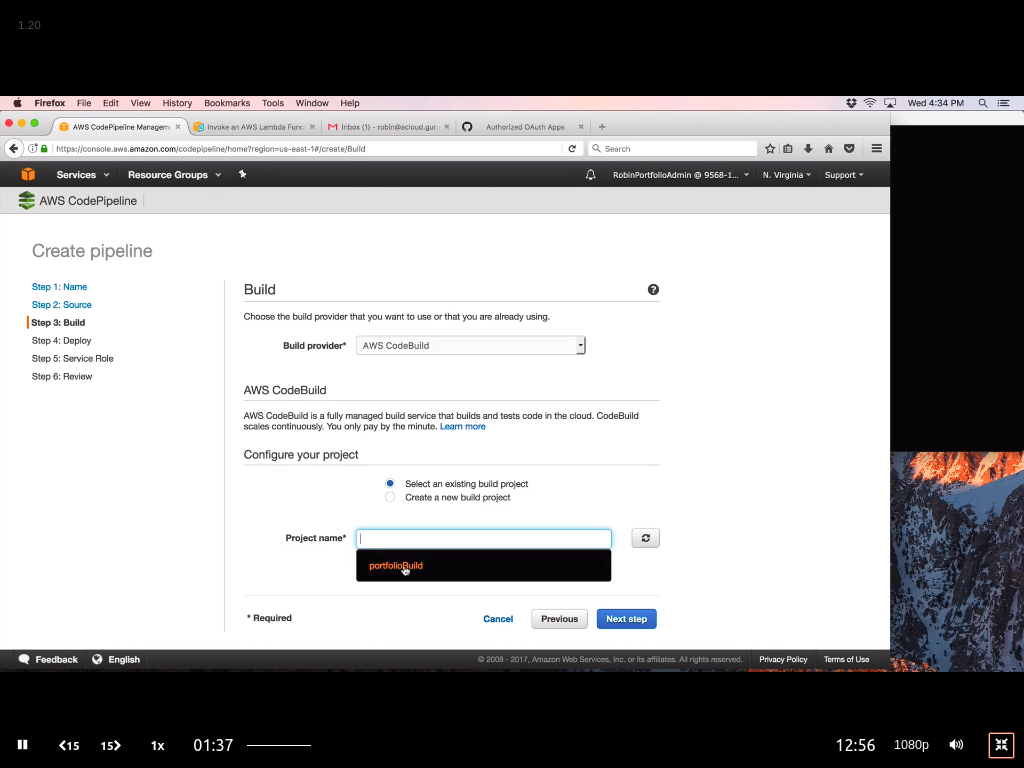 1.20
Firefox File Edit View History Bookmarks Tools Window Help Wed 4:34 PM
AWS CodePipeline Managem Invoke an AWS Lambda Func Inbox (1) - robin@acloud.gur Authorized OAuth Apps
https://console.aws.amazon.com/codepipeline/home?region=us-east-1#/create/Build Search
Services Resource Groups RobinPortfolioAdmin @ 9568-1... N. Virginia Support
AWS CodePipeline
Create pipeline
Step 1: Name
Step 2: Source
Step 3: Build
Step 4: Deploy
Step 5: Service Role
Step 6: Review
Build
Choose the build provider that you want to use or that you are already using.
Build provider* AWS CodeBuild
AWS CodeBuild
AWS CodeBuild is a fully managed build service that builds and tests code in the cloud. CodeBuild
scales continuously. You only pay by the minute. Learn more
Configure your project
Select an existing build project
Create a new build project
Project name*
portfolioBuild
* Required Cancel Previous Next step
Feedback English © 2008 - 2017, Amazon Web Services, Inc. or its affiliates. All rights reserved. Privacy Policy Terms of Use
15 15 1x 01:37 12:56 1080p